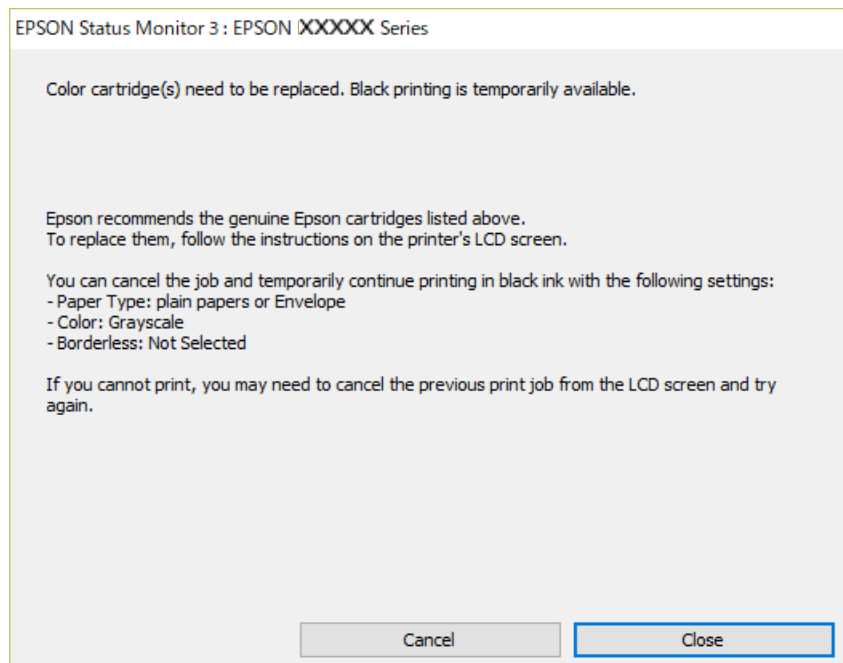 EPSON Status Monitor 3 : EPSON XXXXX Series
Color cartridge(s) need to be replaced. Black printing is temporarily available.
Epson recommends the genuine Epson cartridges listed above.
To replace them, follow the instructions on the printer's LCD screen.
You can cancel the job and temporarily continue printing in black ink with the following settings:
- Paper Type: plain papers or Envelope
- Color: Grayscale
- Borderless: Not Selected
If you cannot print, you may need to cancel the previous print job from the LCD screen and try
again.
Cancel
Close